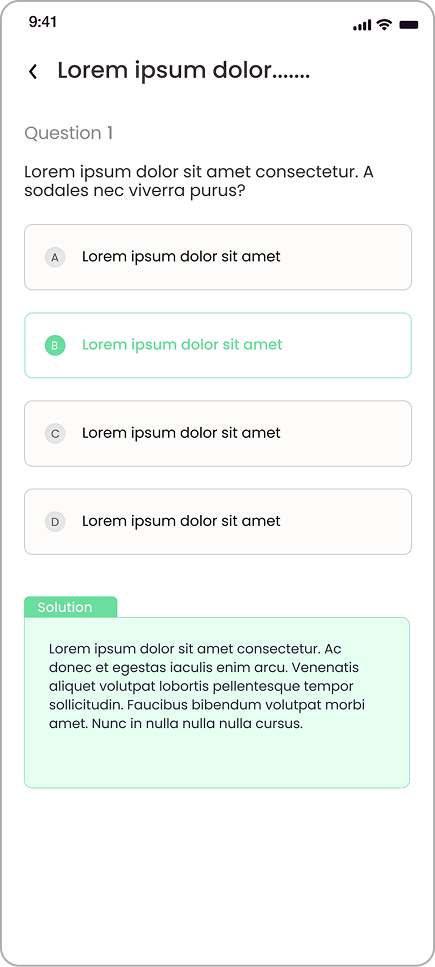 9:41
Lorem ipsum dolor.......
Question 1
Lorem ipsum dolor sit amet consectetur. A
sodales nec viverra purus?
A Lorem ipsum dolor sit amet
B Lorem ipsum dolor sit amet
C Lorem ipsum dolor sit amet
D Lorem ipsum dolor sit amet
Solution
Lorem ipsum dolor sit amet consectetur. Ac
donec et egestas iaculis enim arcu. Venenatis
aliquet volutpat lobortis pellentesque tempor
sollicitudin. Faucibus bibendum volutpat morbi
amet. Nunc in nulla nulla nulla cursus.